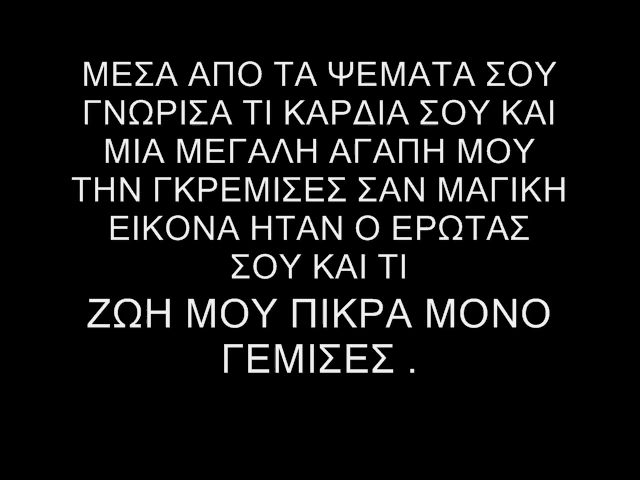 ΜΕΣΑ ΑΠΟ ΤΑ ΨΕΜΑΤΑ ΣΟΥ
ΓΝΩΡΙΣΑ ΤΙ ΚΑΡΔΙΑ ΣΟΥ ΚΑΙ
ΜΙΑ ΜΕΓΑΛΗ ΑΓΑΠΗ ΜΟΥ
ΤΗΝ ΓΚΡΕΜΙΣΕΣ ΣΑΝ ΜΑΓΙΚΗ
ΕΙΚΟΝΑ ΗΤΑΝ Ο ΕΡΩΤΑΣ
ΣΟΥ ΚΑΙ ΤΙ
ΖΩΗ ΜΟΥ ΠΙΚΡΑ ΜΟΝΟ
ΓΕΜΙΣΕΣ .